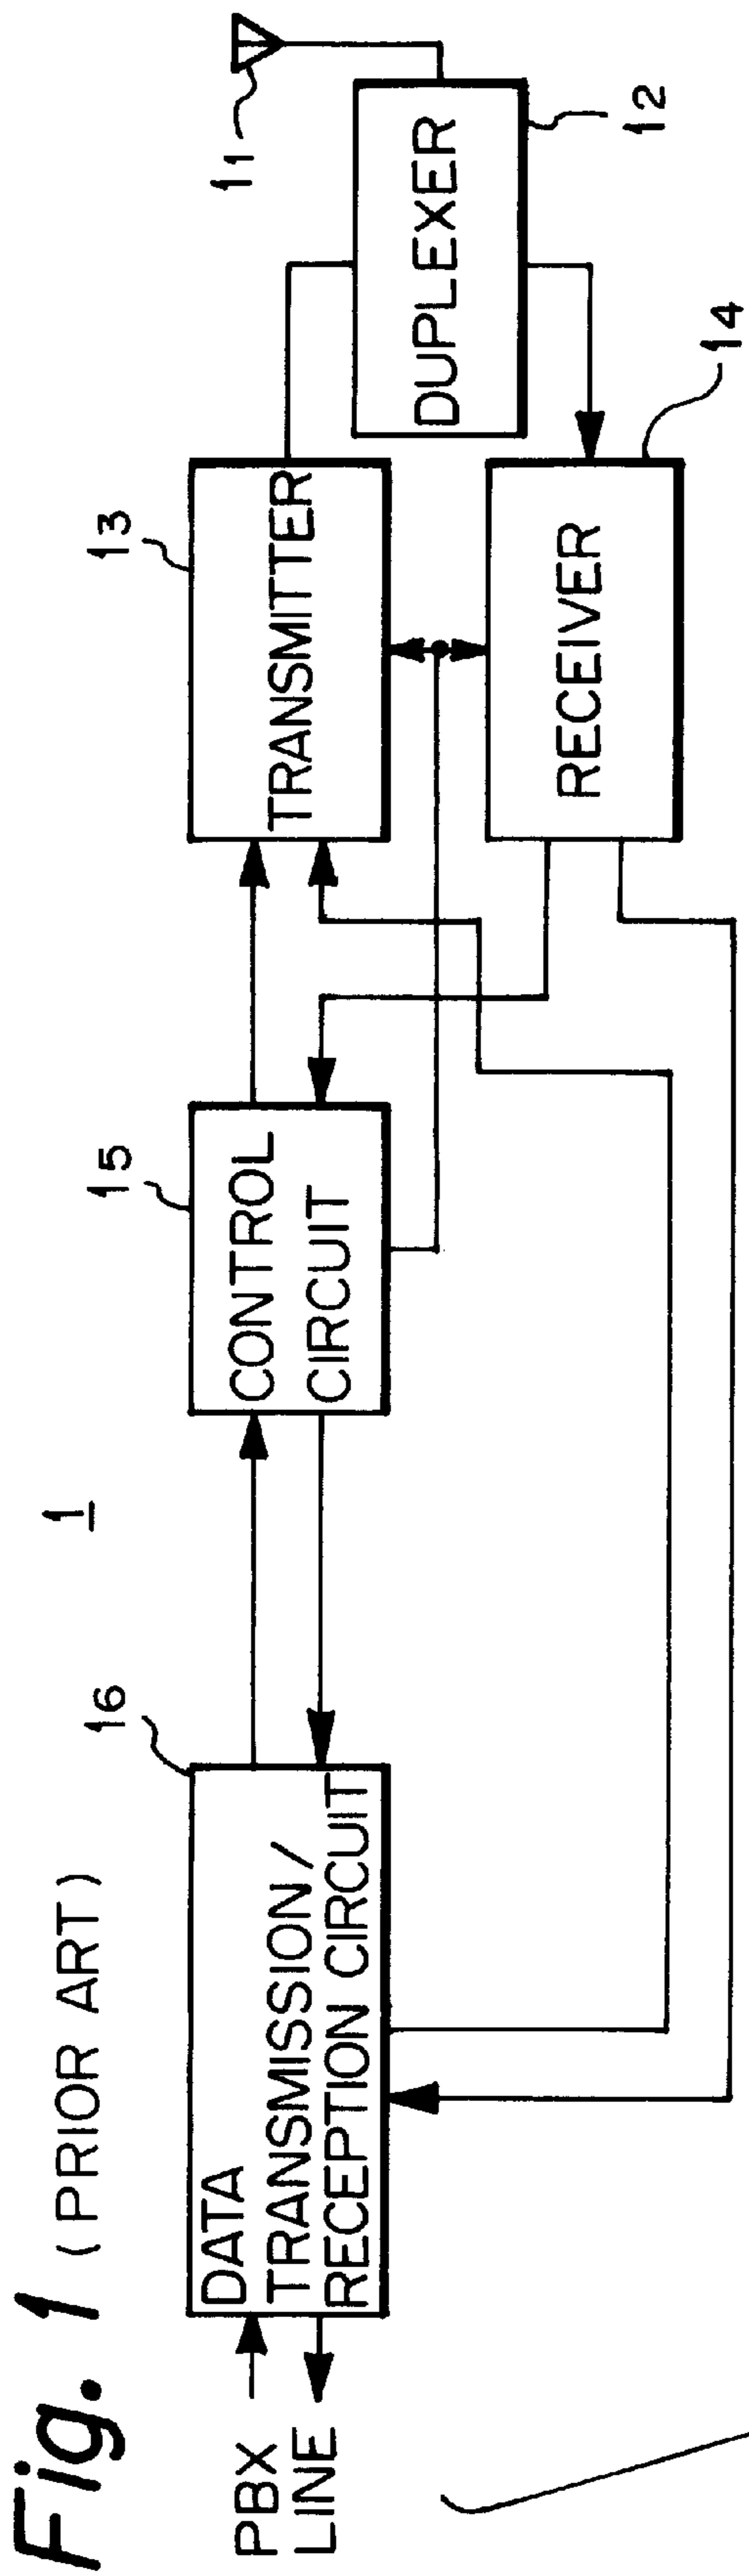 Fig. 1 (PRIOR ART)
1
PBX
LINE
DATA
TRANSMISSION/
RECEPTION CIRCUIT
16
CONTROL
CIRCUIT
15
TRANSMITTER
13
RECEIVER
14
DUPLEXER
12
11